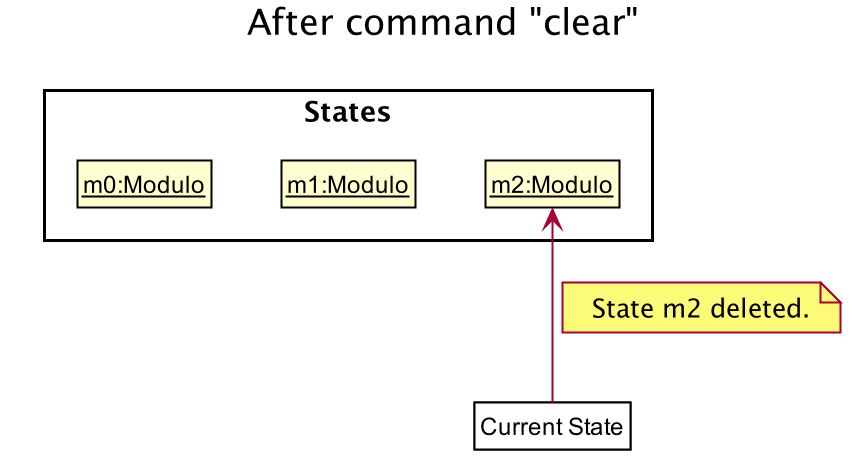 After command "clear"
States
m0:Modulo
m1:Modulo
m2:Modulo
State m2 deleted.
Current State